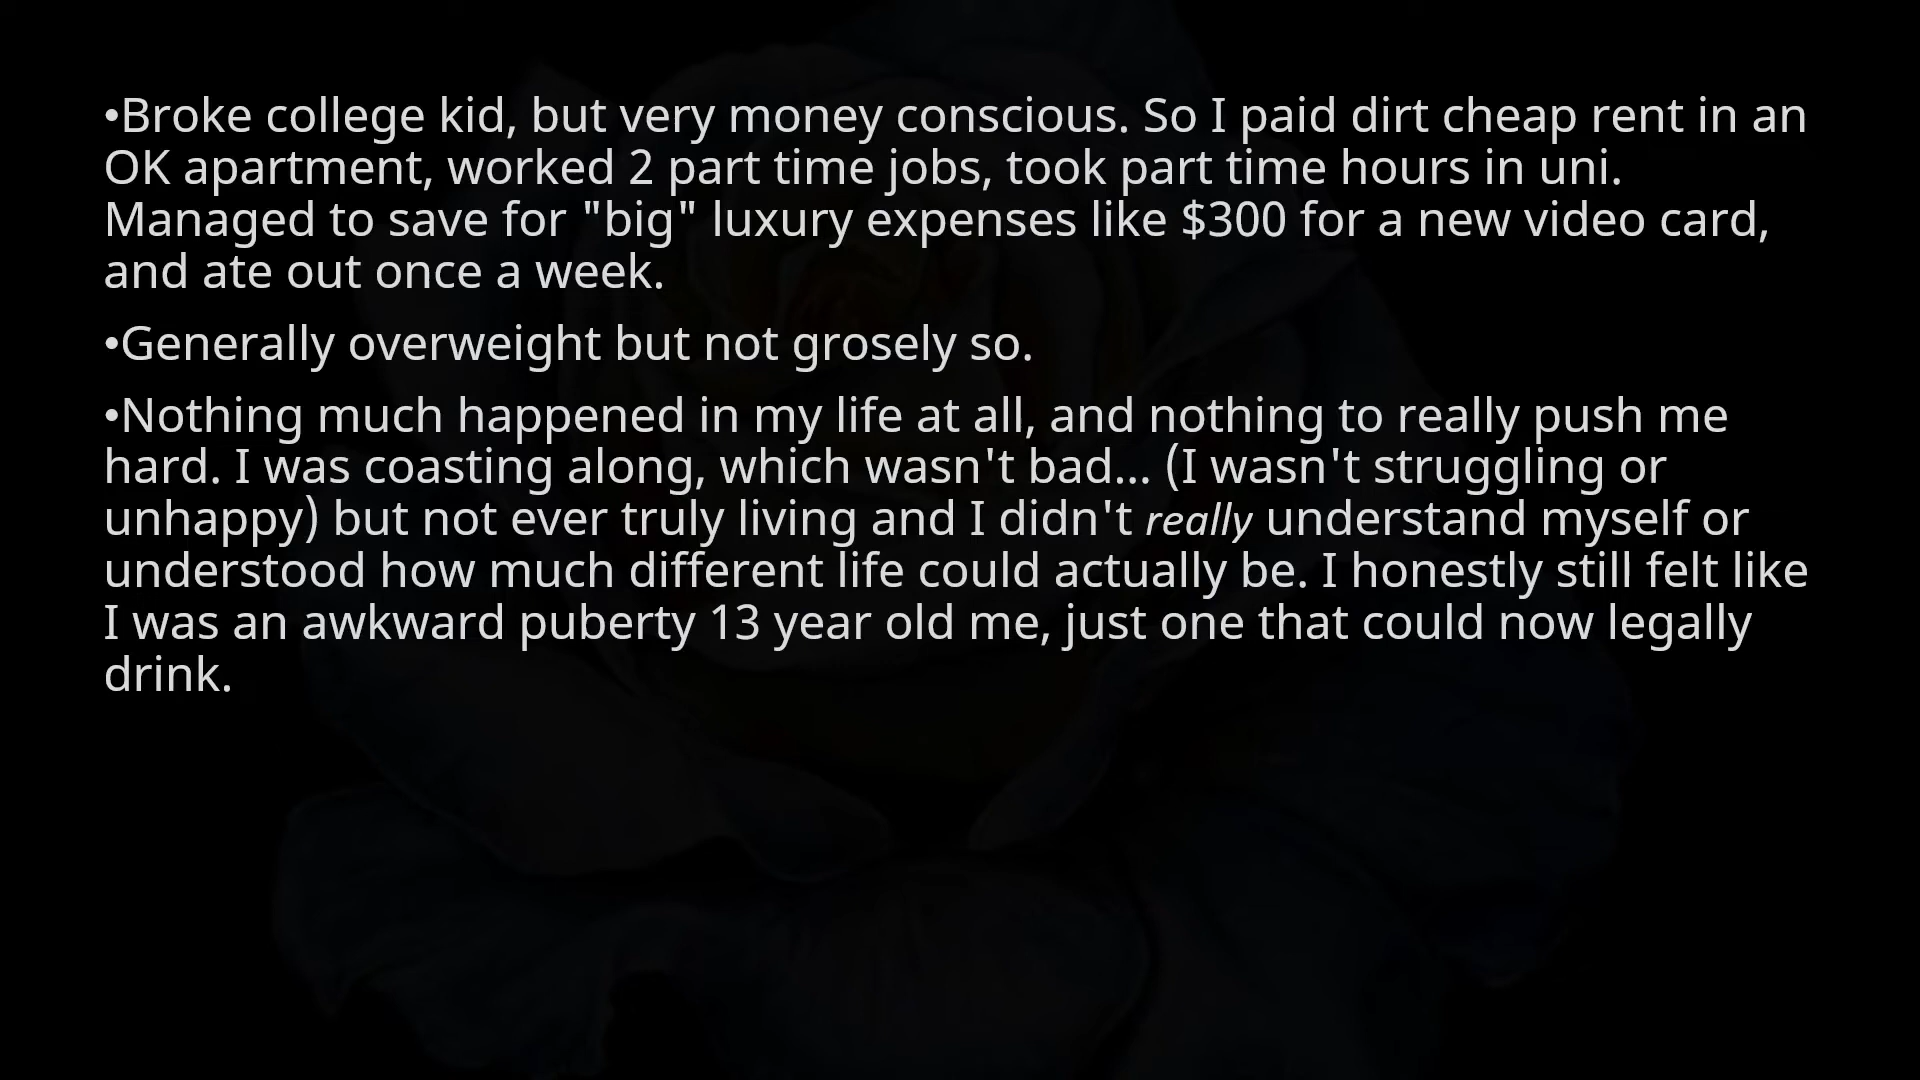 •Broke college kid, but very money conscious. So I paid dirt cheap rent in an
OK apartment, worked 2 part time jobs, took part time hours in uni.
Managed to save for "big" luxury expenses like $300 for a new video card,
and ate out once a week.
•Generally overweight but not grosely so.
•Nothing much happened in my life at all, and nothing to really push me
hard. I was coasting along, which wasn't bad... (I wasn't struggling or
unhappy) but not ever truly living and I didn't really understand myself or
understood how much different life could actually be. I honestly still felt like
I was an awkward puberty 13 year old me, just one that could now legally
drink.